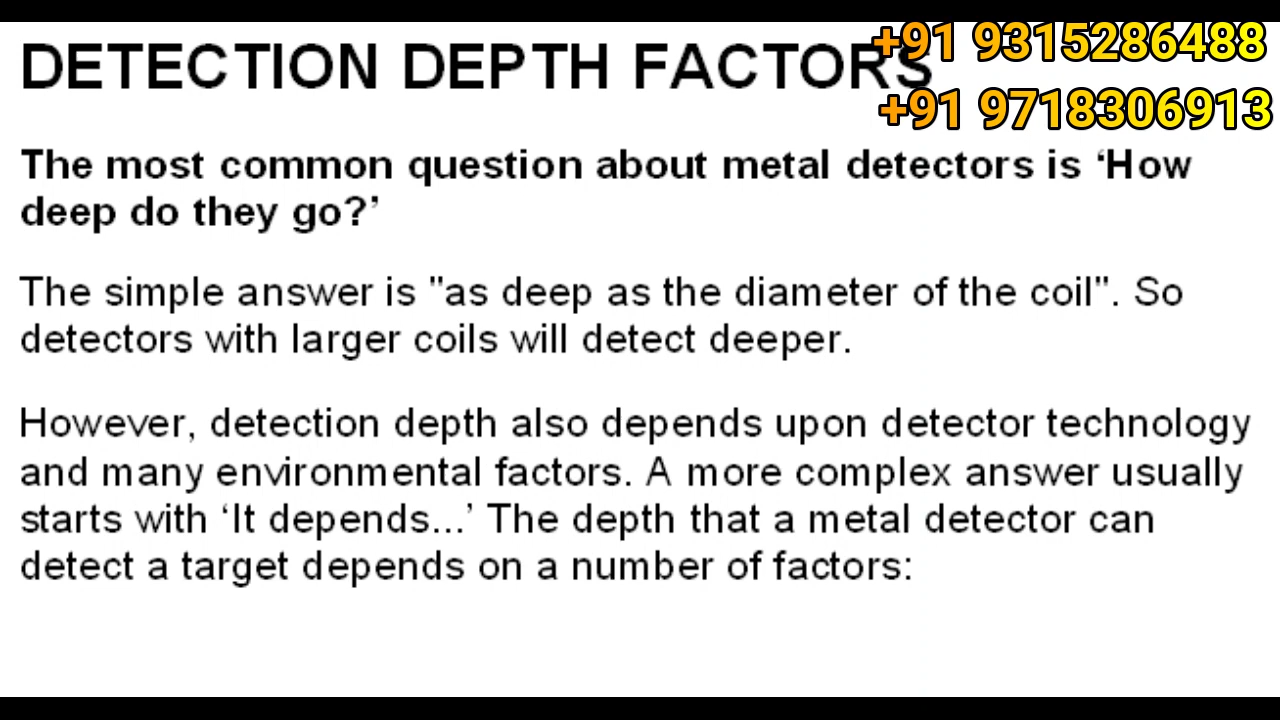 DETECTION DEPTH FACTORS
+91 9315286488
+91 9718306913
The most common question about metal detectors is ‘How
deep do they go?’
The simple answer is "as deep as the diameter of the coil". So
detectors with larger coils will detect deeper.
However, detection depth also depends upon detector technology
and many environmental factors. A more complex answer usually
starts with ‘It depends...’ The depth that a metal detector can
detect a target depends on a number of factors: